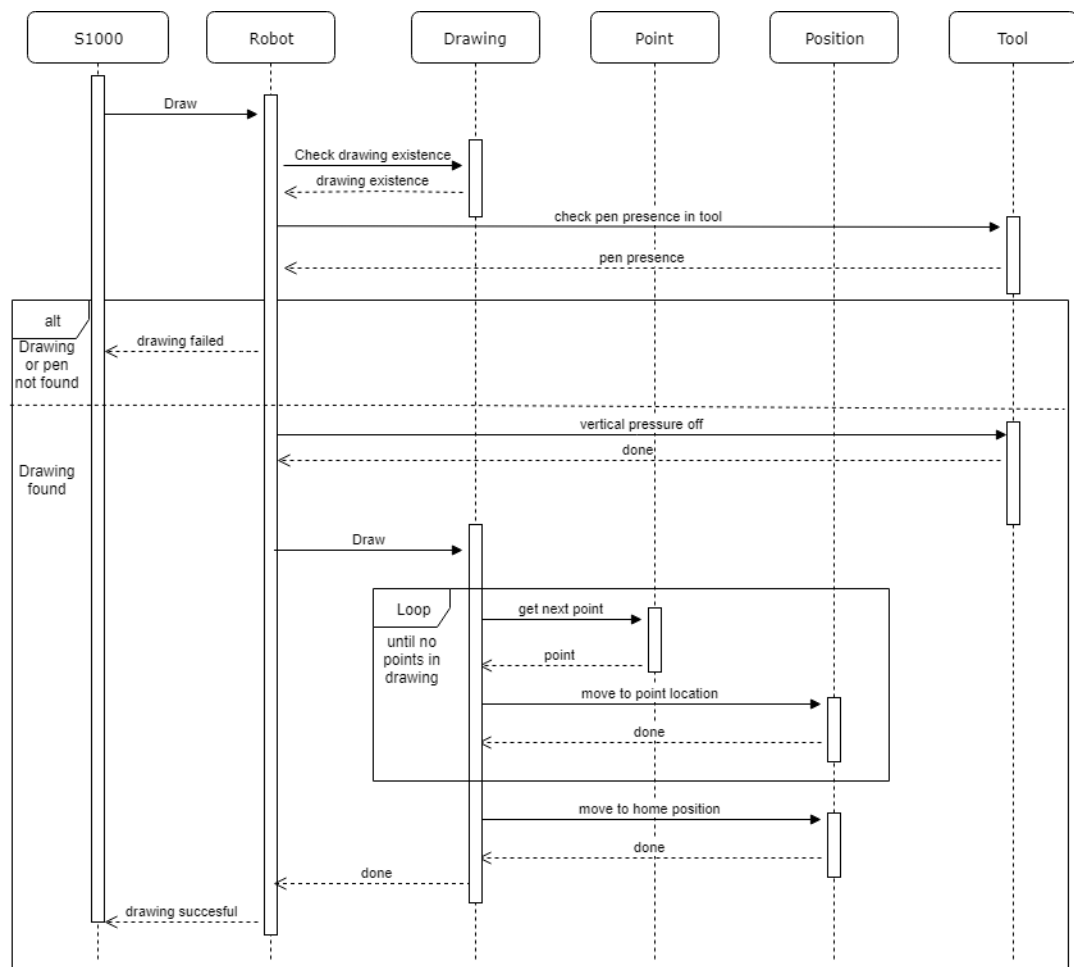 S1000
Robot
Drawing
Point
Position
Tool
Draw
Check drawing existence
drawing existence
check pen presence in tool
pen presence
alt
drawing failed
Drawing
or pen
not found
vertical pressure off
done
Drawing
found
Draw
Loop
get next point
until no
points in
drawing
point
move to point location
done
move to home position
done
done
drawing succesful